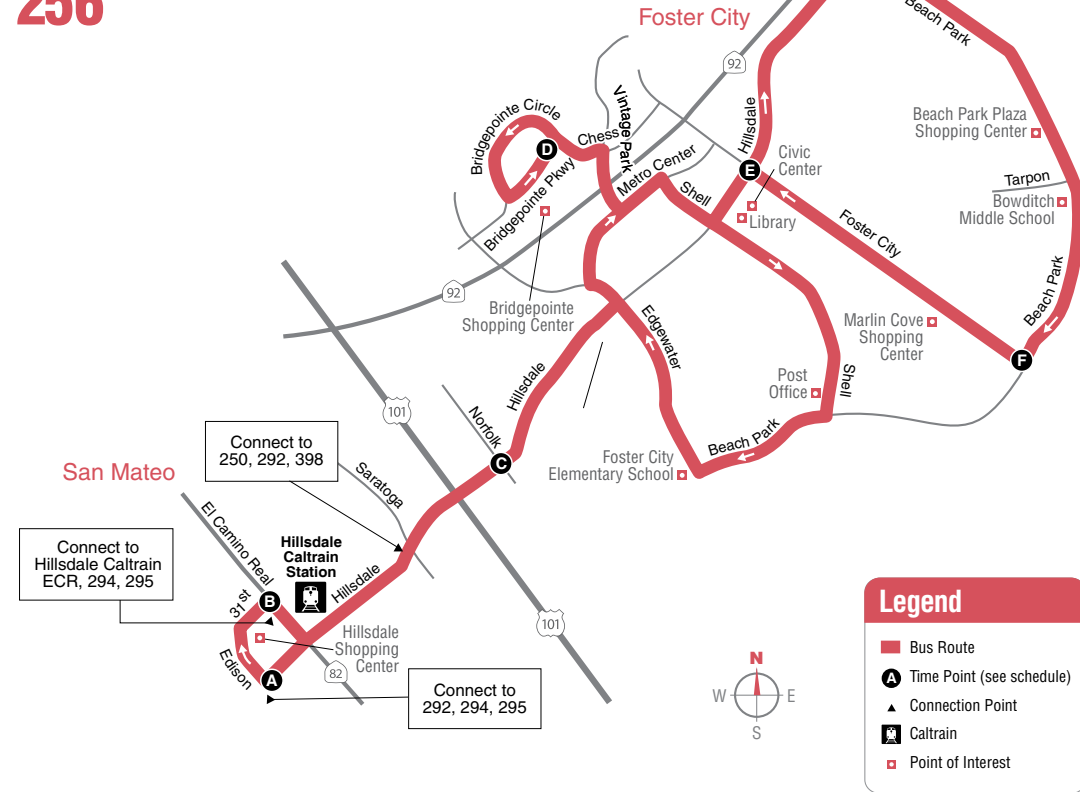 256
Foster City
Beach Park
92
Vintage Park
Bridgepointe Circle
Chess
Hillsdale
Beach Park Plaza
Shopping Center
D
Metro Center
Civic
Center
E
Bridgepointe Pkwy
Shell
Tarpon
Bowditch
Middle School
Library
Foster City
92
Bridgepointe
Shopping Center
Edgewater
Beach Park
Marlin Cove
Shopping
Center
F
Hillsdale
Post
Office
Shell
101
Norfolk
Connect to
250, 292, 398
Beach Park
C
Foster City
Elementary School
San Mateo
Saratoga
El Camino Real
Connect to
Hillsdale Caltrain
ECR, 294, 295
Hillsdale
Caltrain
Station
Hillsdale
31st
B
Hillsdale
Shopping
Center
101
Edison
A
82
Connect to
292, 294, 295
N
W
E
S
Legend
Bus Route
A Time Point (see schedule)
Connection Point
Caltrain
Point of Interest